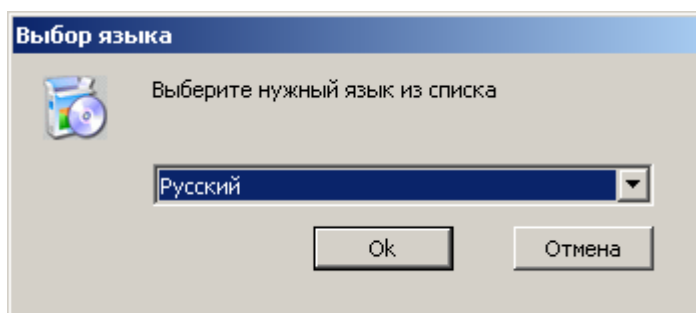 Выбор языка
Выберите нужный язык из списка
Русский
Ok
Отмена